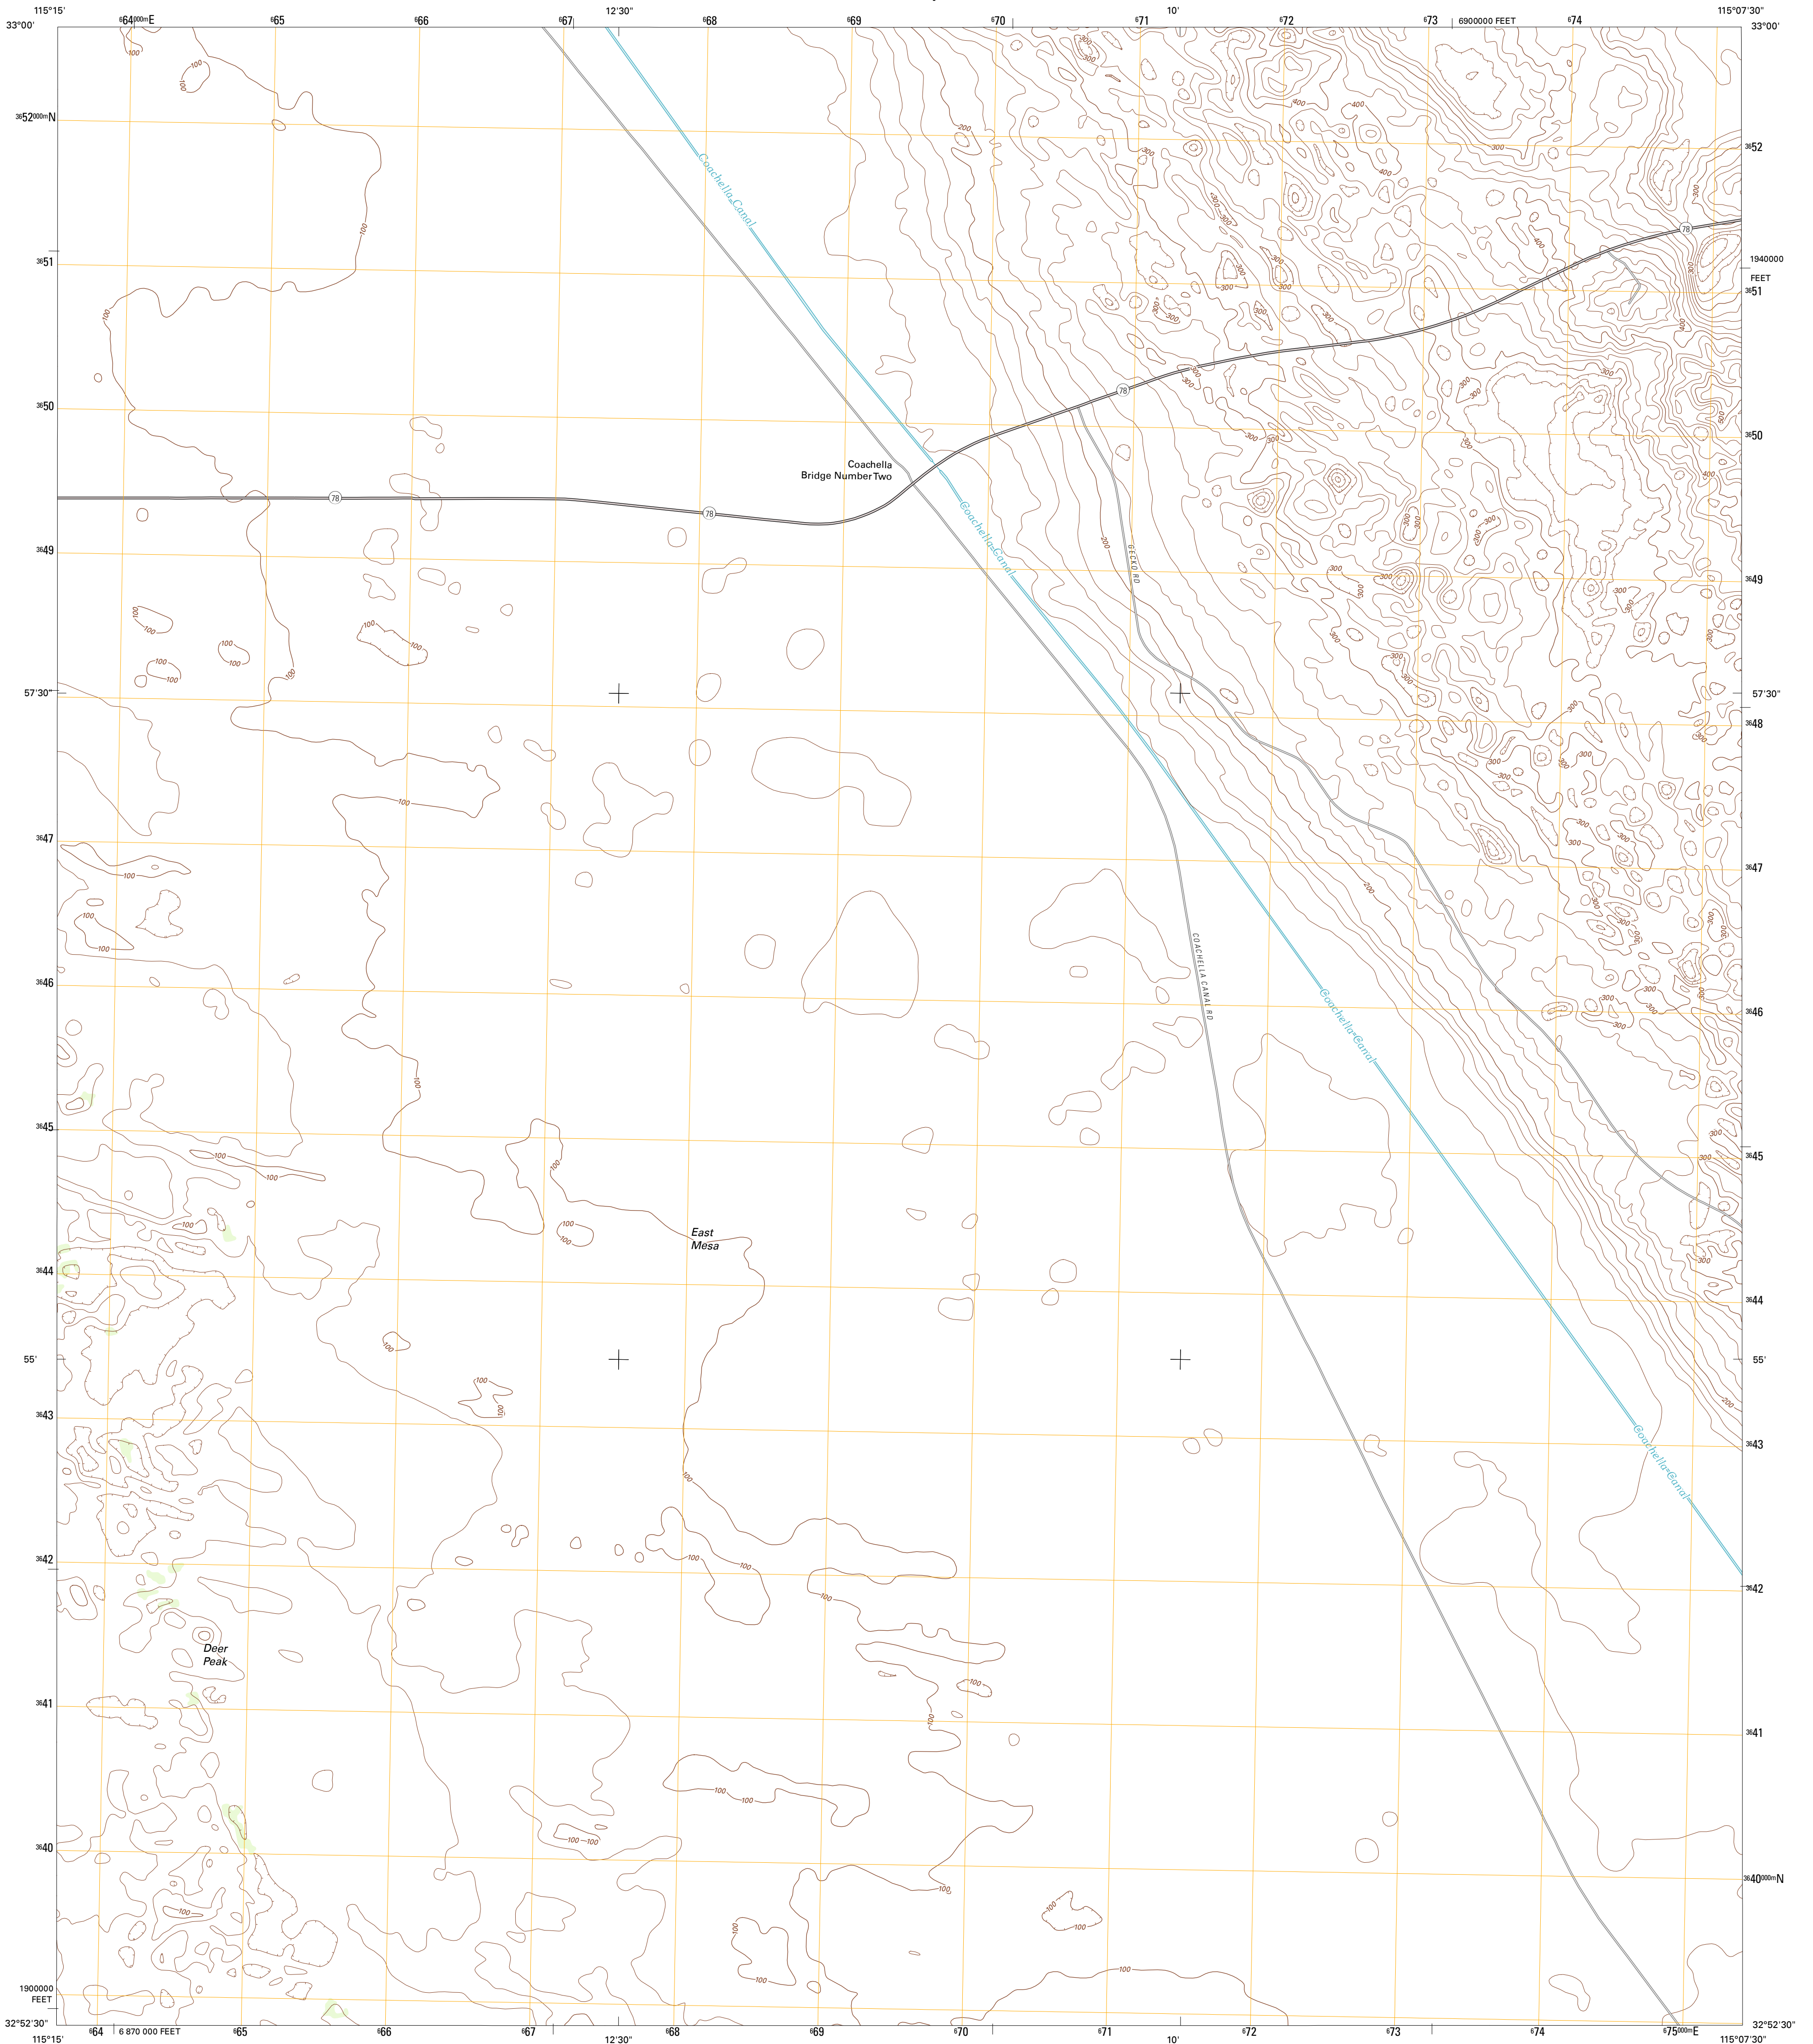 115°15' ⁶64⁰⁰⁰ᵐE ⁶65 ⁶66 ⁶67 12'30" ⁶68 ⁶69 ⁶70 10' ⁶71 ⁶72 ⁶73 6900000 FEET ⁶74 115°07'30"
33°00' 33°00'
³⁶52⁰⁰⁰ᵐN
³⁶52
Coachella Canal
78
³⁶51
1940000
FEET
³⁶51
78
³⁶50
³⁶50
Coachella
Bridge Number Two
78
78
Coachella Canal
GECKO RD
³⁶49
³⁶49
57'30" 57'30"
³⁶48
³⁶47
³⁶47
COACHELLA CANAL RD
Coachella Canal
³⁶46
³⁶46
³⁶45
³⁶45
East
Mesa
³⁶44
³⁶44
55' 55'
³⁶43
³⁶43
Coachella Canal
³⁶42
³⁶42
Deer
Peak
³⁶41
³⁶41
³⁶40
³⁶40⁰⁰⁰ᵐN
1900000
FEET
32°52'30" 32°52'30"
⁶64 6 870 000 FEET ⁶65 ⁶66 ⁶67 ⁶68 ⁶69 ⁶70 ⁶71 ⁶72 ⁶73 ⁶74 ⁶75⁰⁰⁰ᵐE
115°15' 12'30" 10' 115°07'30"
100
200
300
400
500